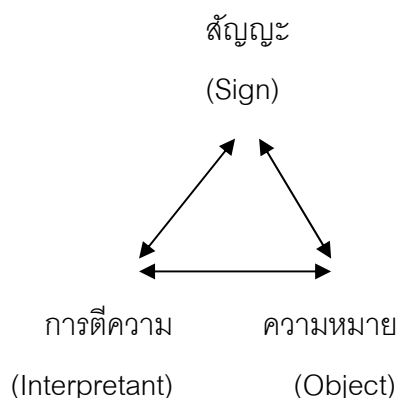 สัญญะ
(Sign)
การตีความ ความหมาย
(Interpretant) (Object)